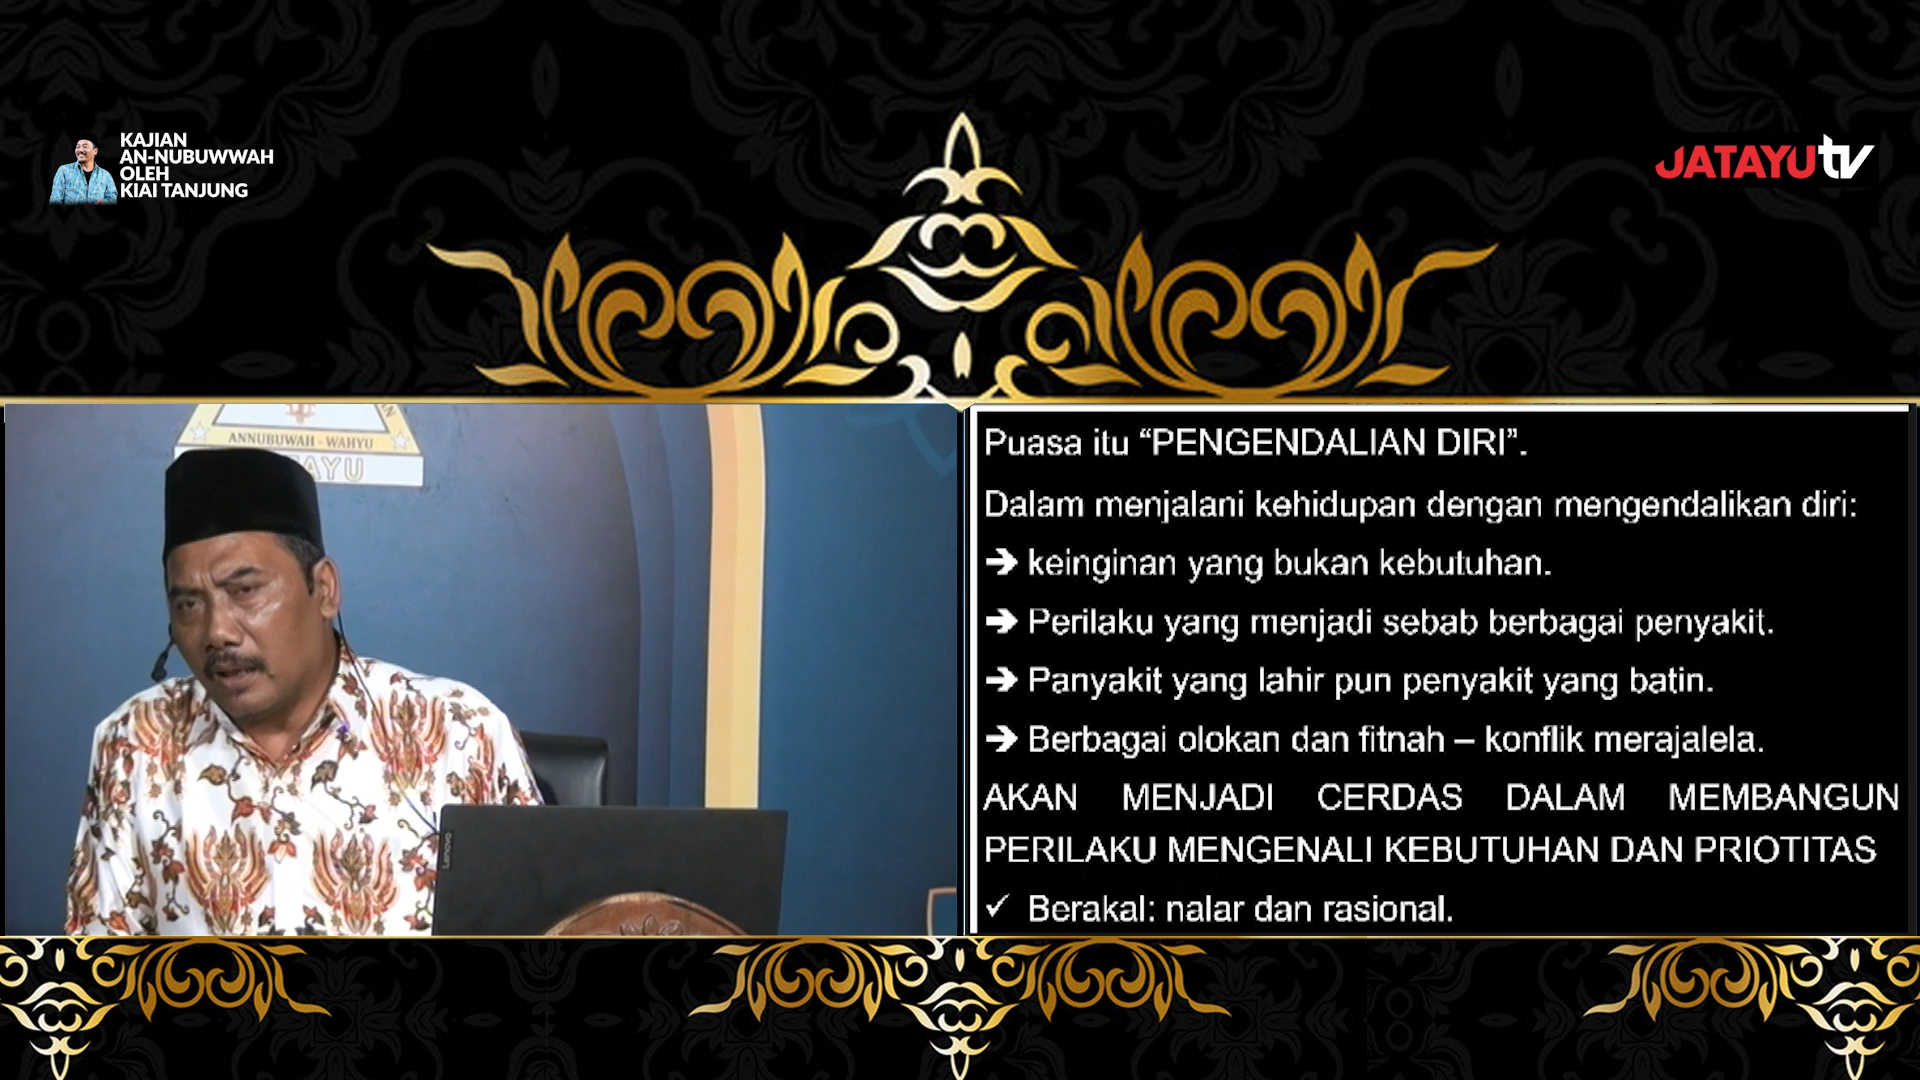 KAJIAN
AN-NUBUWWAH
OLEH
KIAI TANJUNG
JATAYUtv
ANNUBUWAH - WAHYU
TAYU
Lenovo
Puasa itu “PENGENDALIAN DIRI”.
Dalam menjalani kehidupan dengan mengendalikan diri:
➔ keinginan yang bukan kebutuhan.
➔ Perilaku yang menjadi sebab berbagai penyakit.
➔ Panyakit yang lahir pun penyakit yang batin.
➔ Berbagai olokan dan fitnah – konflik merajalela.
AKAN MENJADI CERDAS DALAM MEMBANGUN
PERILAKU MENGENALI KEBUTUHAN DAN PRIOTITAS
✓ Berakal: nalar dan rasional.